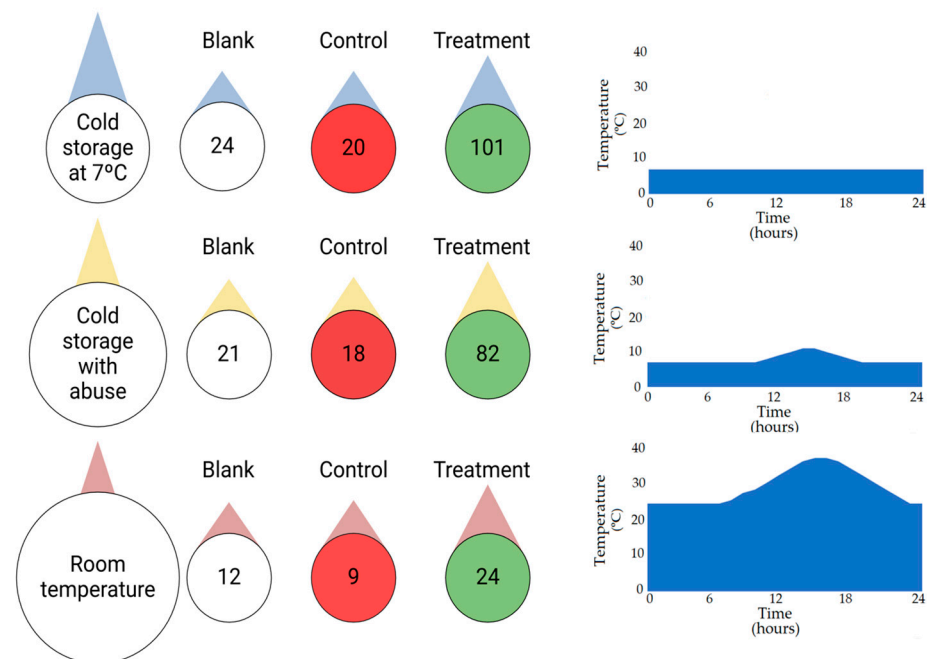 Blank Control Treatment
Cold
storage
at 7ºC
24 20 101
Temperature
(ºC)
40
30
20
10
0
0 6 12 18 24
Time
(hours)
Blank Control Treatment
Cold
storage
with
abuse
21 18 82
Temperature
(ºC)
40
30
20
10
0
0 6 12 18 24
Time
(hours)
Blank Control Treatment
Room
temperature
12 9 24
Temperature
(ºC)
40
30
20
10
0
0 6 12 18 24
Time
(hours)